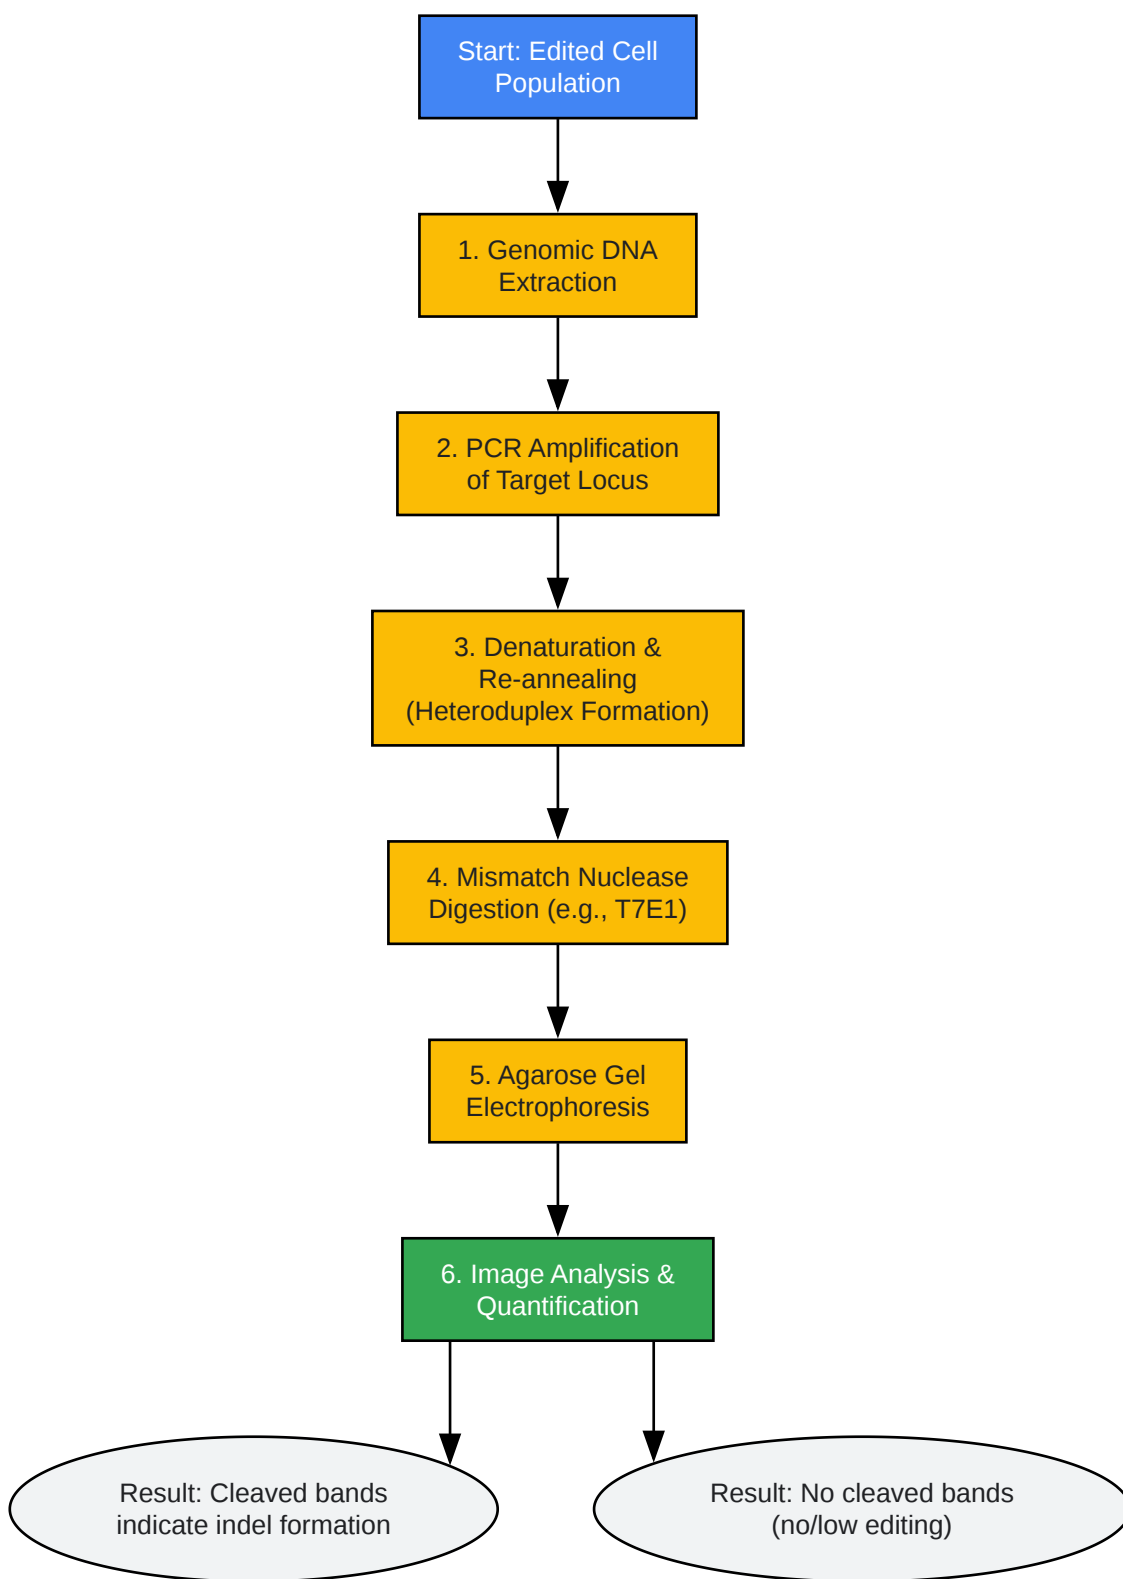 Start: Edited Cell
Population
1. Genomic DNA
Extraction
2. PCR Amplification
of Target Locus
3. Denaturation &
Re-annealing
(Heteroduplex Formation)
4. Mismatch Nuclease
Digestion (e.g., T7E1)
5. Agarose Gel
Electrophoresis
6. Image Analysis &
Quantification
Result: Cleaved bands
indicate indel formation
Result: No cleaved bands
(no/low editing)